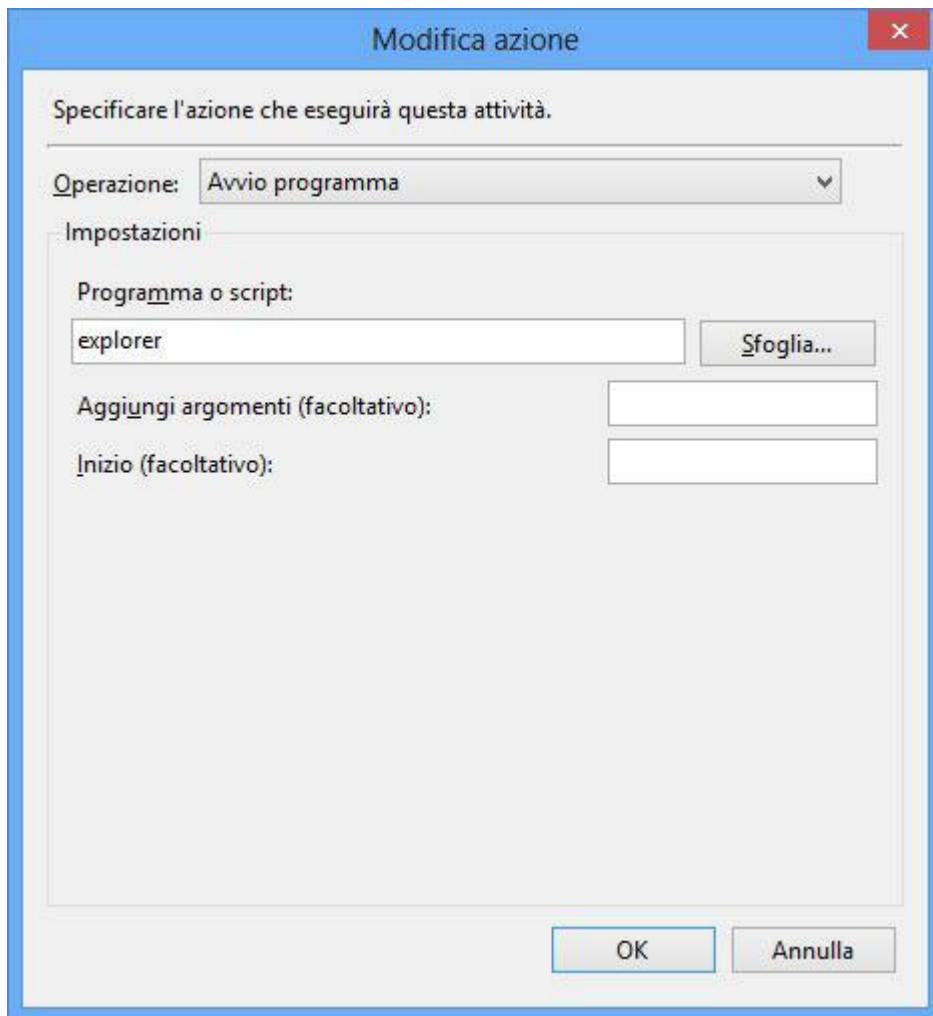 Modifica azione
Specificare l'azione che eseguirà questa attività.
Operazione: Avvio programma
Impostazioni
Programma o script:
explorer Sfoglia...
Aggiungi argomenti (facoltativo):
Inizio (facoltativo):
OK Annulla